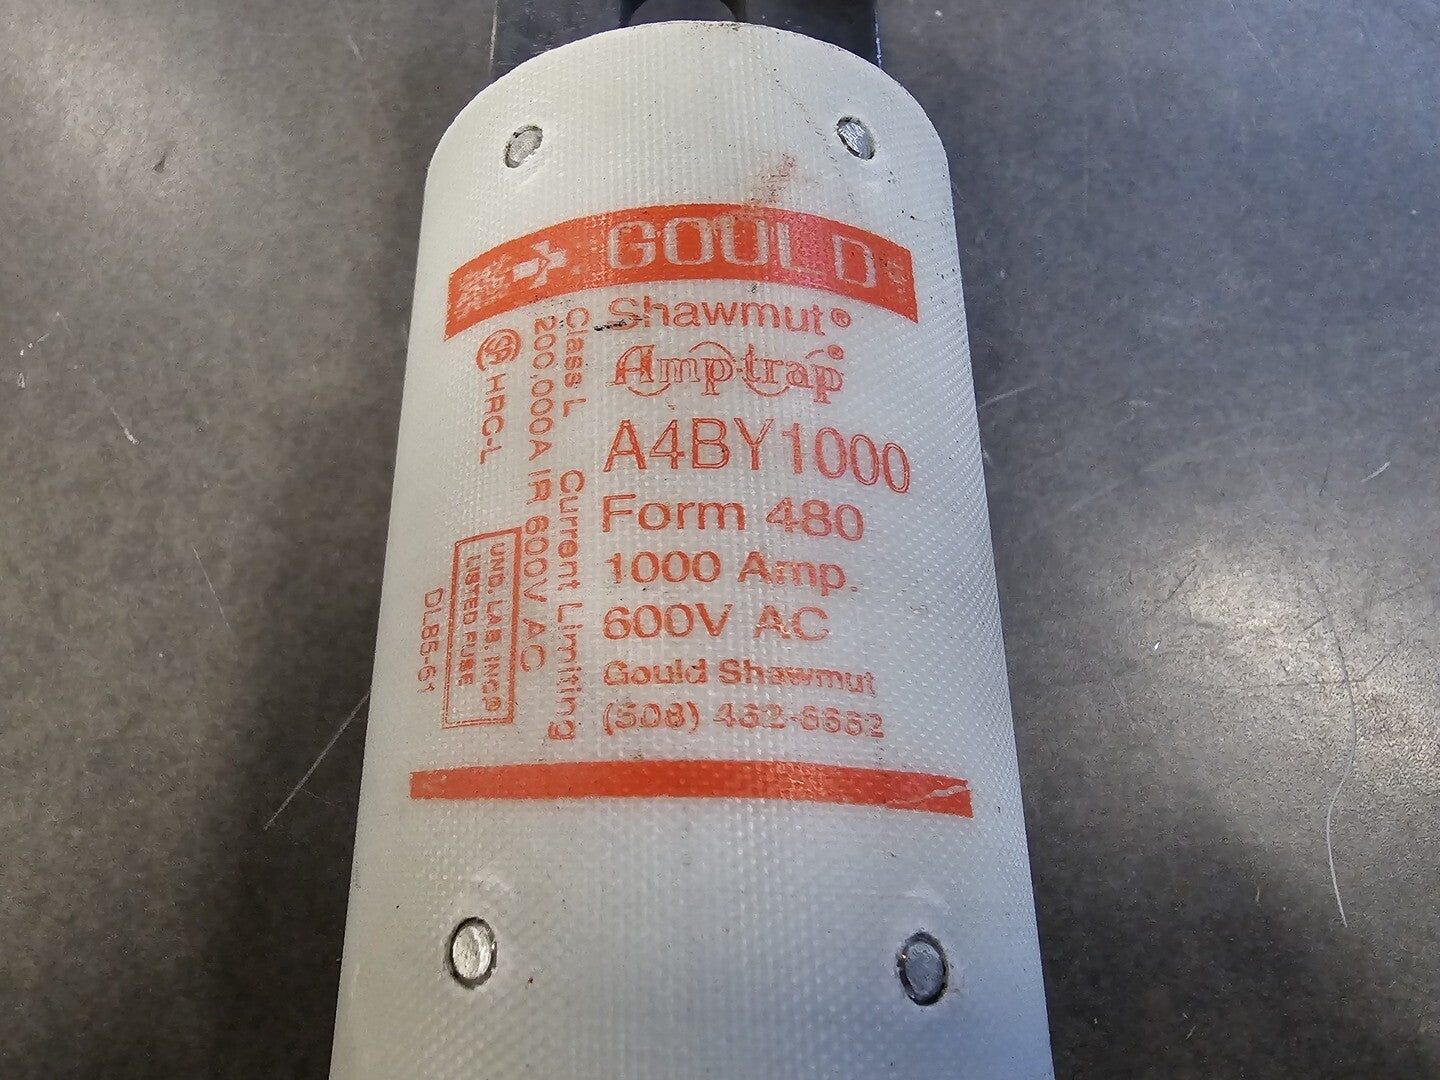 GOULD
Shawmut®
Amp-trap®
A4BY1000
Form 480
1000 Amp.
600V AC
Gould Shawmut
(508) 462-6662
Class L Current Limiting
200,000A IR 600V AC
HRC-L
UND. LAB. INC.®
LISTED FUSE
DL85-61